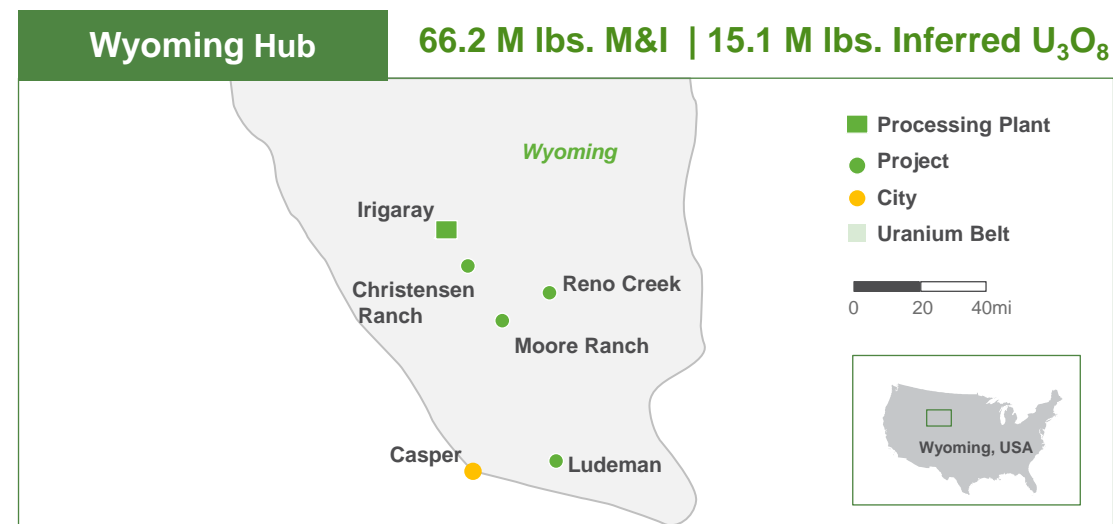 Wyoming Hub
66.2 M lbs. M&I | 15.1 M lbs. Inferred U₃O₈
Wyoming
Irigaray
Christensen
Ranch
Reno Creek
Moore Ranch
Casper
Ludeman
Processing Plant
Project
City
Uranium Belt
0 20 40mi
Wyoming, USA